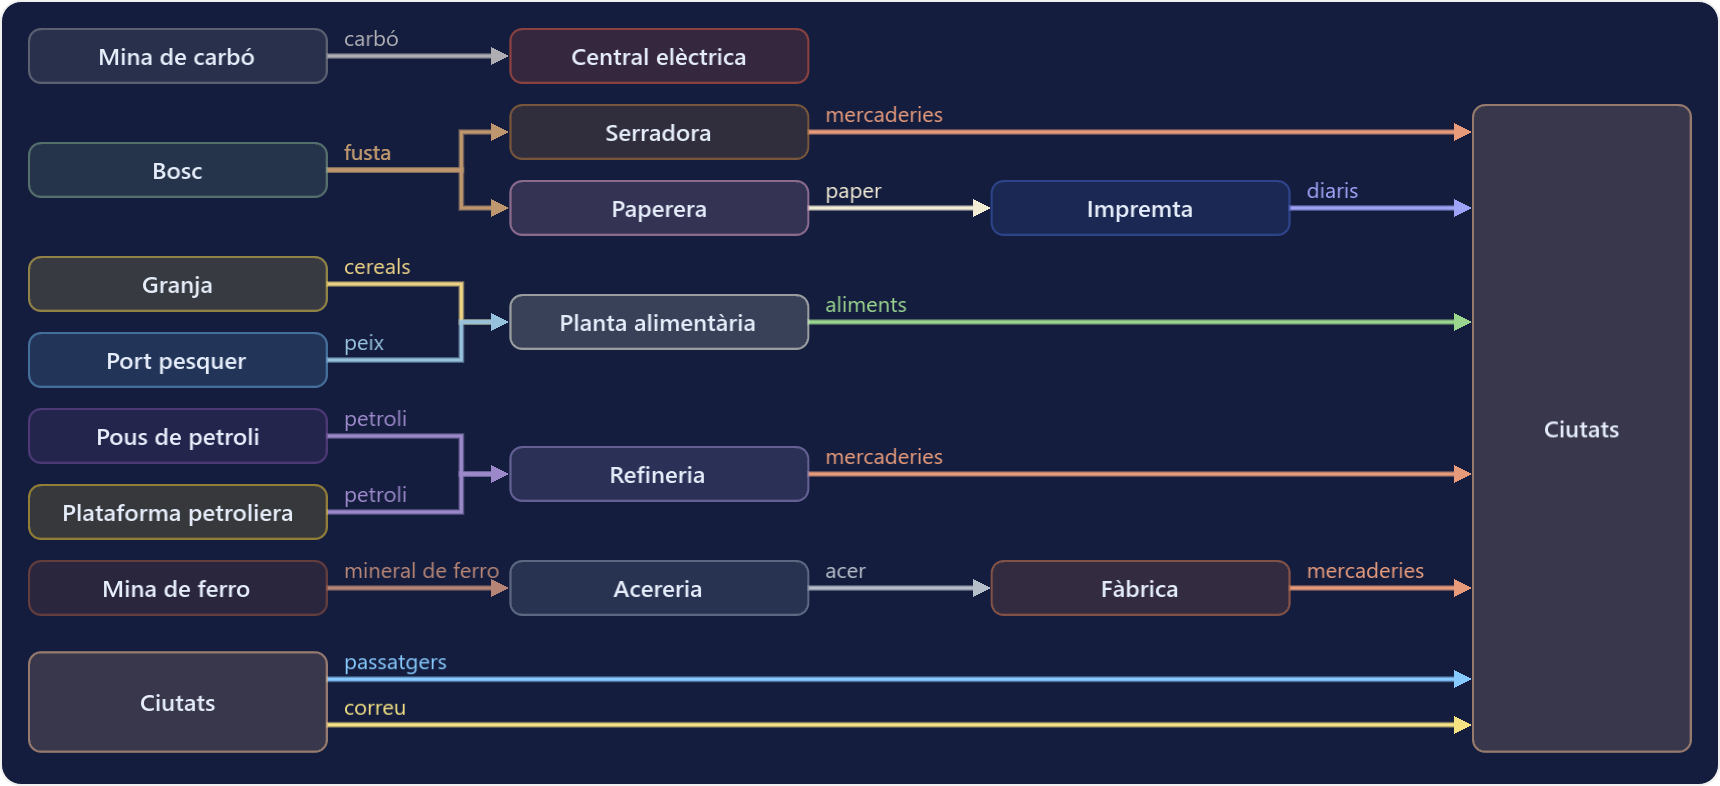 Mina de carbó
carbó
Central elèctrica
Bosc
fusta
Serradora
mercaderies
Paperera
paper
Impremta
diaris
Granja
cereals
Port pesquer
peix
Planta alimentària
aliments
Pous de petroli
petroli
Plataforma petroliera
petroli
Refineria
mercaderies
Mina de ferro
mineral de ferro
Acereria
acer
Fàbrica
mercaderies
Ciutats
passatgers
correu
Ciutats